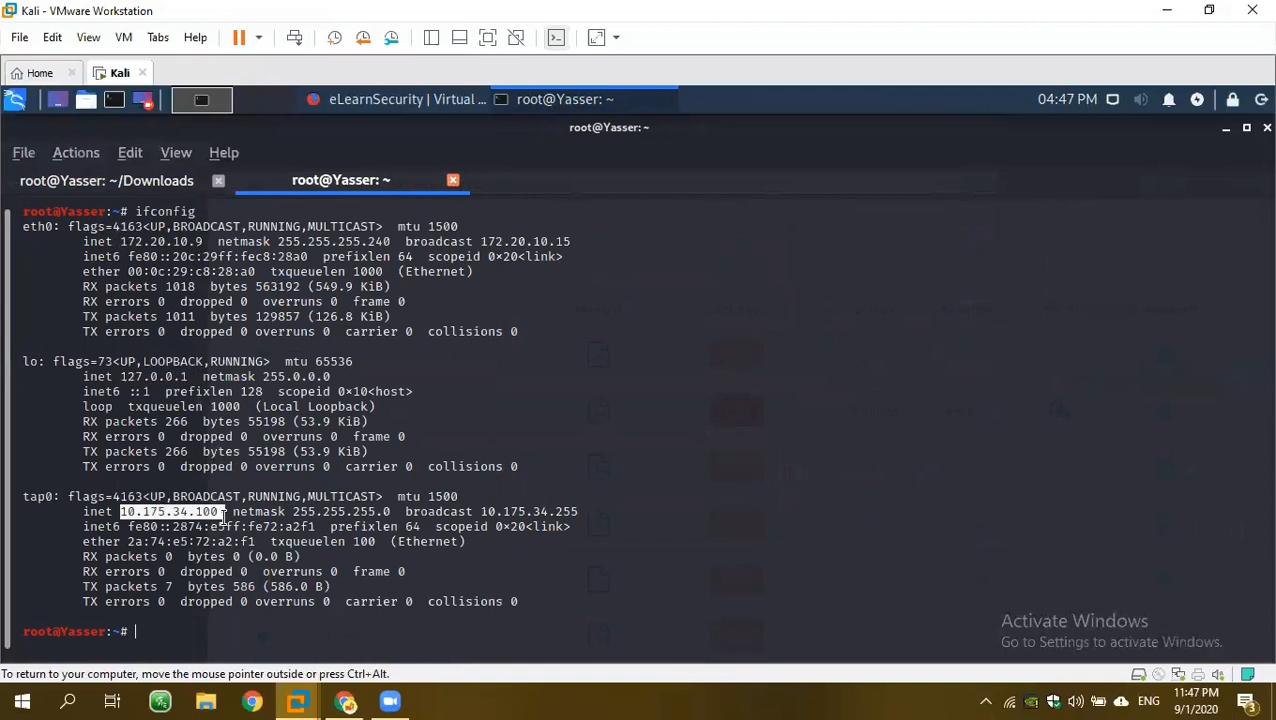 Kali - VMware Workstation
File Edit View VM Tabs Help
Home Kali
eLearnSecurity | Virtual ... root@Yasser: ~ 04:47 PM
root@Yasser: ~
File Actions Edit View Help
root@Yasser: ~/Downloads root@Yasser: ~
root@Yasser:~# ifconfig
eth0: flags=4163<UP,BROADCAST,RUNNING,MULTICAST> mtu 1500
inet 172.20.10.9 netmask 255.255.255.240 broadcast 172.20.10.15
inet6 fe80::20c:29ff:fec8:28a0 prefixlen 64 scopeid 0×20<link>
ether 00:0c:29:c8:28:a0 txqueuelen 1000 (Ethernet)
RX packets 1018 bytes 563192 (549.9 KiB)
RX errors 0 dropped 0 overruns 0 frame 0
TX packets 1011 bytes 129857 (126.8 KiB)
TX errors 0 dropped 0 overruns 0 carrier 0 collisions 0
lo: flags=73<UP,LOOPBACK,RUNNING> mtu 65536
inet 127.0.0.1 netmask 255.0.0.0
inet6 ::1 prefixlen 128 scopeid 0×10<host>
loop txqueuelen 1000 (Local Loopback)
RX packets 266 bytes 55198 (53.9 KiB)
RX errors 0 dropped 0 overruns 0 frame 0
TX packets 266 bytes 55198 (53.9 KiB)
TX errors 0 dropped 0 overruns 0 carrier 0 collisions 0
tap0: flags=4163<UP,BROADCAST,RUNNING,MULTICAST> mtu 1500
inet 10.175.34.100 netmask 255.255.255.0 broadcast 10.175.34.255
inet6 fe80::2874:e5ff:fe72:a2f1 prefixlen 64 scopeid 0×20<link>
ether 2a:74:e5:72:a2:f1 txqueuelen 100 (Ethernet)
RX packets 0 bytes 0 (0.0 B)
RX errors 0 dropped 0 overruns 0 frame 0
TX packets 7 bytes 586 (586.0 B)
TX errors 0 dropped 0 overruns 0 carrier 0 collisions 0
root@Yasser:~#
Activate Windows
Go to Settings to activate Windows.
To return to your computer, move the mouse pointer outside or press Ctrl+Alt.
ENG 11:47 PM
9/1/2020 3